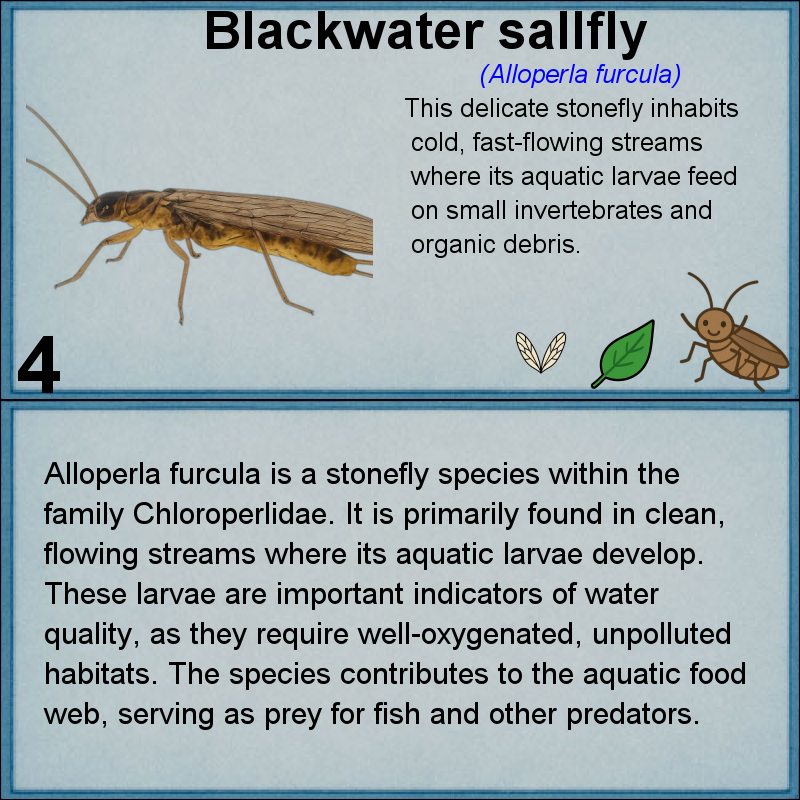 Blackwater sallfly
(Alloperla furcula)
This delicate stonefly inhabits
cold, fast-flowing streams
where its aquatic larvae feed
on small invertebrates and
organic debris.
4
Alloperla furcula is a stonefly species within the
family Chloroperlidae. It is primarily found in clean,
flowing streams where its aquatic larvae develop.
These larvae are important indicators of water
quality, as they require well-oxygenated, unpolluted
habitats. The species contributes to the aquatic food
web, serving as prey for fish and other predators.